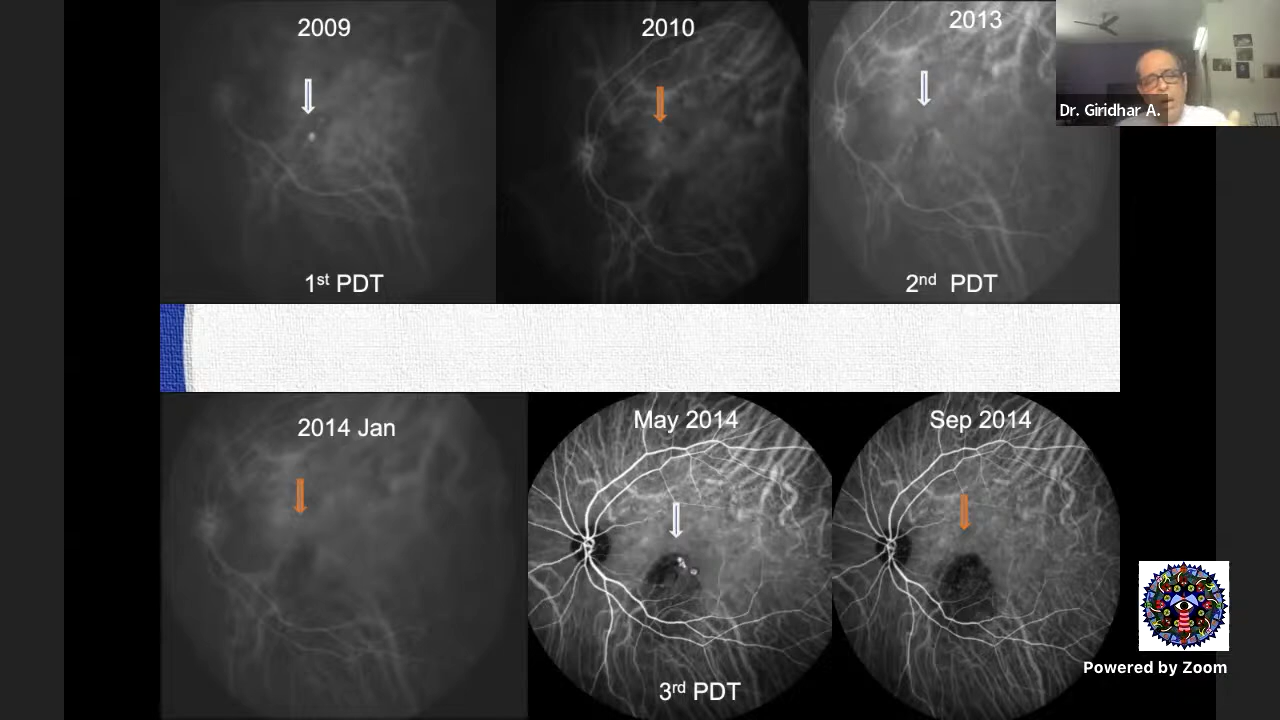 2009
2010
2013
Dr. Giridhar A.
1st PDT
2nd PDT
2014 Jan
May 2014
Sep 2014
3rd PDT
Powered by Zoom